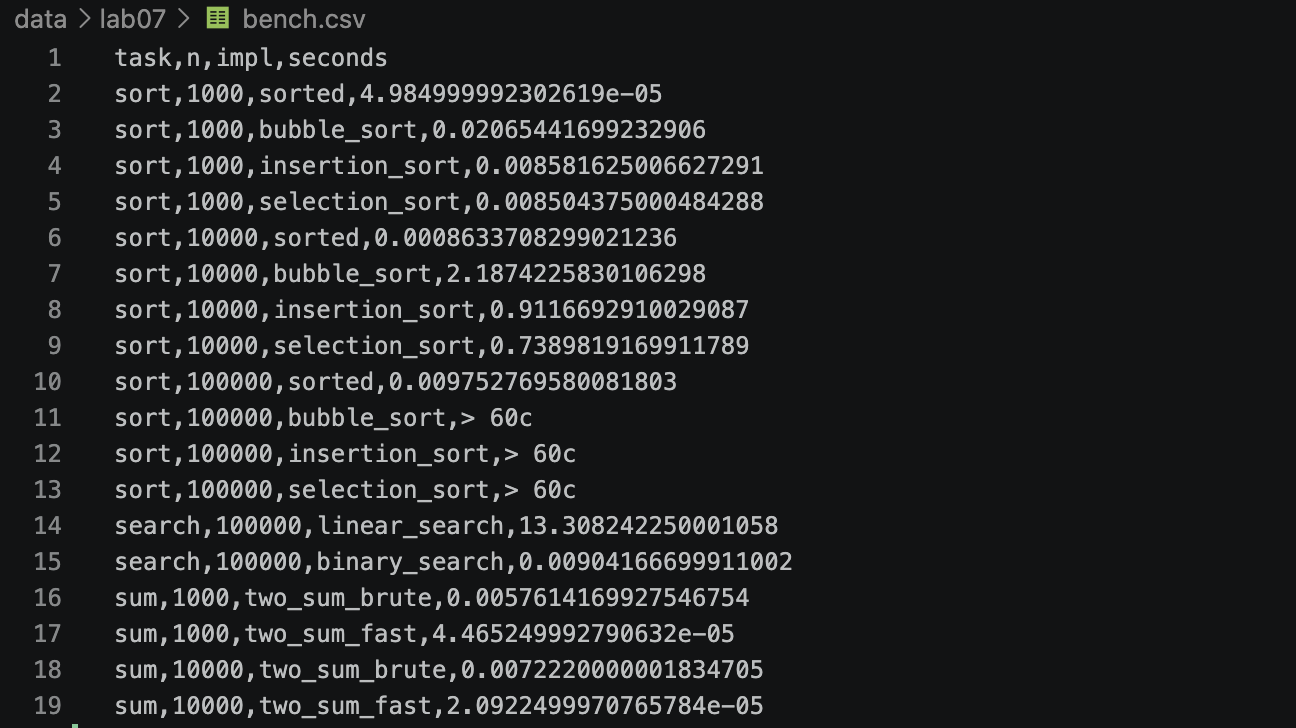 data > lab07 > bench.csv
1 task,n,impl,seconds
2 sort,1000,sorted,4.984999992302619e-05
3 sort,1000,bubble_sort,0.02065441699232906
4 sort,1000,insertion_sort,0.008581625006627291
5 sort,1000,selection_sort,0.008504375000484288
6 sort,10000,sorted,0.0008633708299021236
7 sort,10000,bubble_sort,2.1874225830106298
8 sort,10000,insertion_sort,0.9116692910029087
9 sort,10000,selection_sort,0.7389819169911789
10 sort,100000,sorted,0.009752769580081803
11 sort,100000,bubble_sort,> 60c
12 sort,100000,insertion_sort,> 60c
13 sort,100000,selection_sort,> 60c
14 search,100000,linear_search,13.308242250001058
15 search,100000,binary_search,0.00904166699911002
16 sum,1000,two_sum_brute,0.0057614169927546754
17 sum,1000,two_sum_fast,4.465249992790632e-05
18 sum,10000,two_sum_brute,0.0072220000001834705
19 sum,10000,two_sum_fast,2.0922499970765784e-05